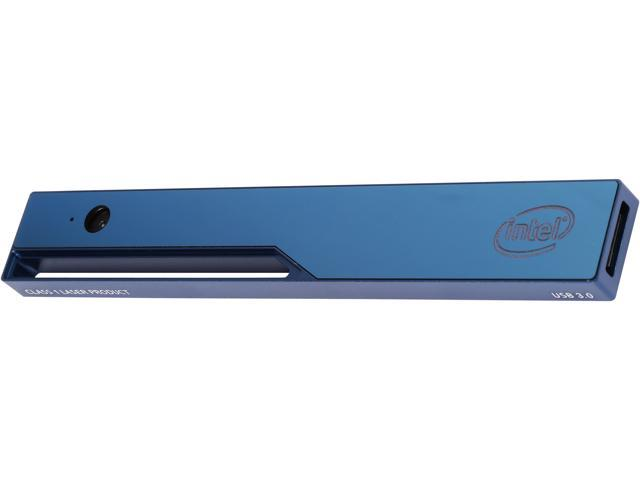 intel®
CLASS 1 LASER PRODUCT
USB 3.0